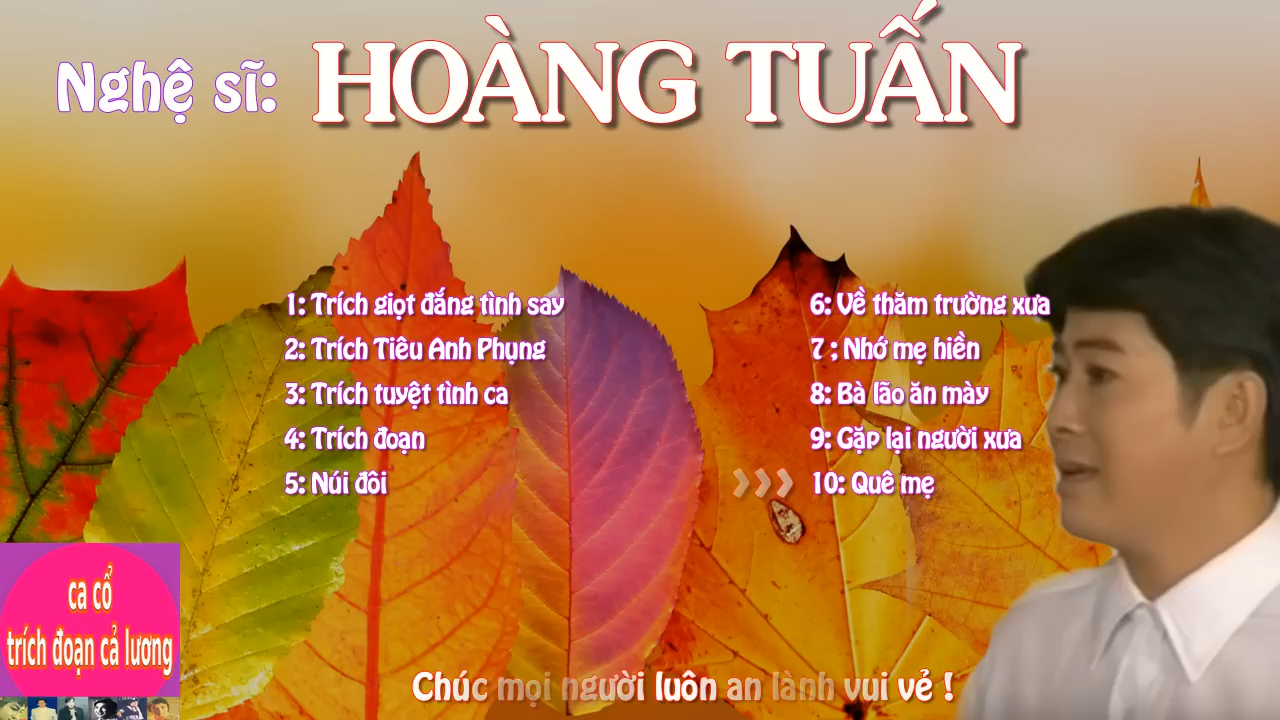 Nghệ sĩ: HOÀNG TUẤN
1: Trích giọt đắng tình say
2: Trích Tiêu Anh Phụng
3: Trích tuyệt tình ca
4: Trích đoạn
5: Núi đôi
6: Về thăm trường xưa
7 ; Nhớ mẹ hiền
8: Bà lão ăn mày
9: Gặp lại người xưa
10: Quê mẹ
ca cổ
trích đoạn cả lương
Chúc mọi người luôn an lành vui vẻ !